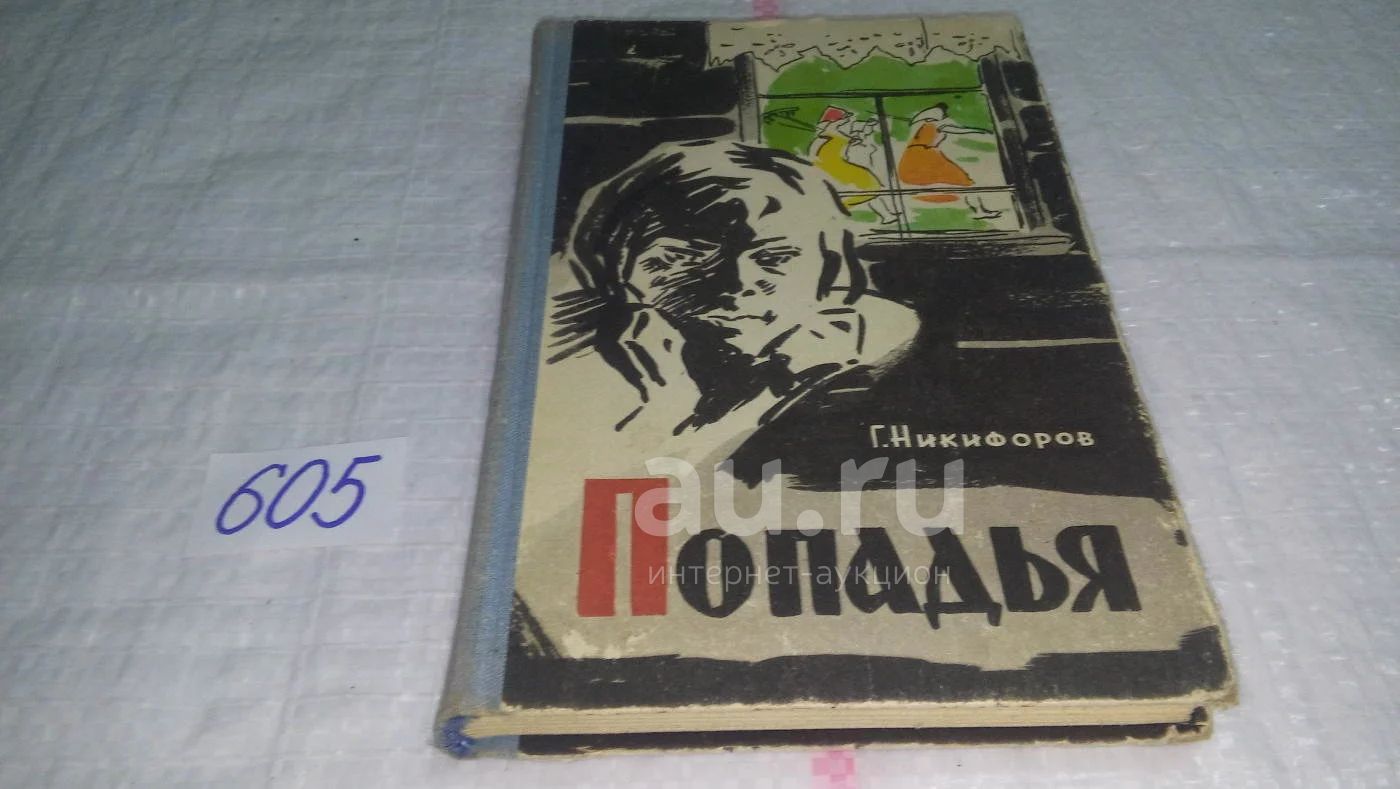 Г. Никифоров
au.ru
Попадья
интернет-аукцион
605